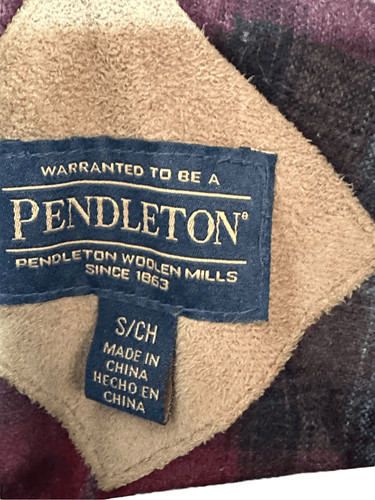 WARRANTED TO BE A
PENDLETON®
PENDLETON WOOLEN MILLS
SINCE 1863
S/CH
MADE IN
CHINA
HECHO EN
CHINA